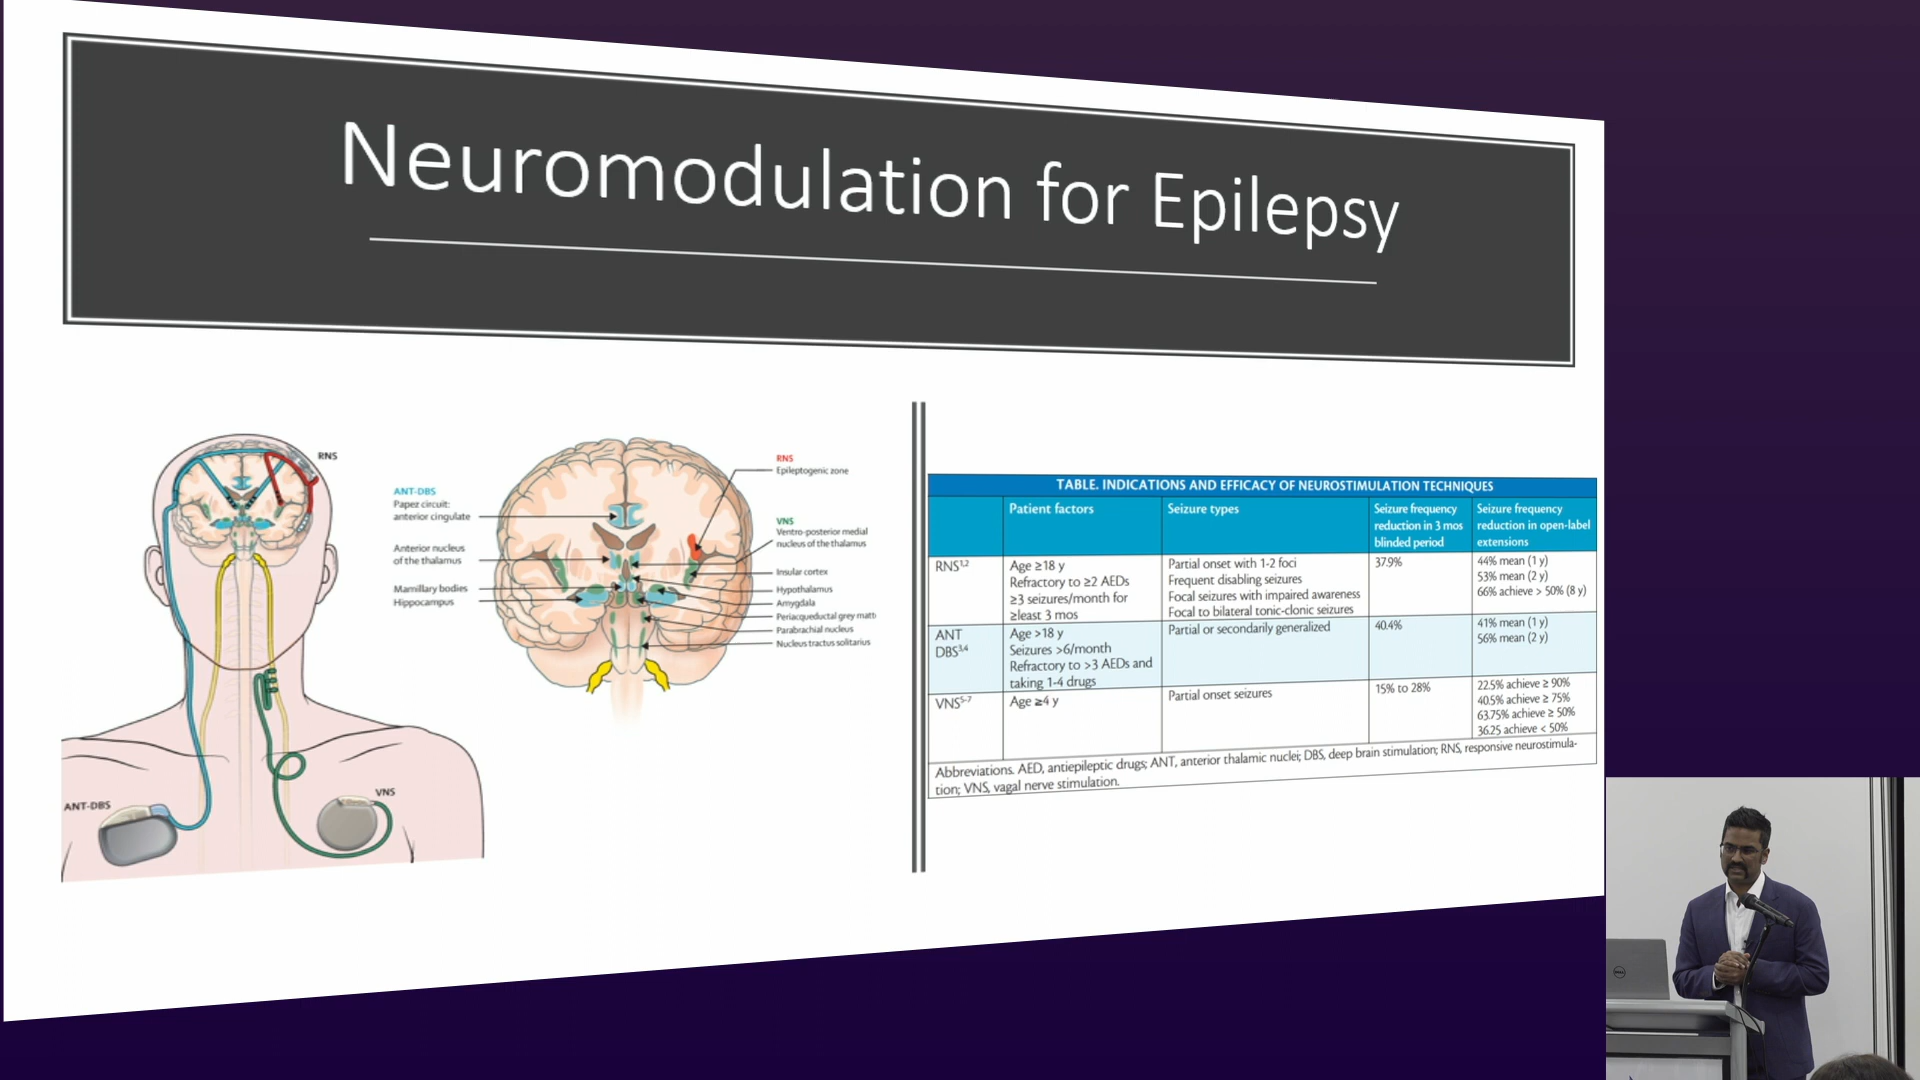 Neuromodulation for Epilepsy
RNS
ANT-DBS
VNS
ANT-DBS
Papez circuit:
anterior cingulate
Anterior nucleus
of the thalamus
Mamillary bodies
Hippocampus
RNS
Epileptogenic zone
VNS
Ventro-posterior medial
nucleus of the thalamus
Insular cortex
Hypothalamus
Amygdala
Periacqueductal grey matt
Parabrachial nucleus
Nucleus tractus solitarius
TABLE. INDICATIONS AND EFFICACY OF NEUROSTIMULATION TECHNIQUES
Patient factors
Seizure types
Seizure frequency
reduction in 3 mos
blinded period
Seizure frequency
reduction in open-label
extensions
RNS1,2
Age ≥18 y
Refractory to ≥2 AEDs
≥3 seizures/month for
≥least 3 mos
Partial onset with 1-2 foci
Frequent disabling seizures
Focal seizures with impaired awareness
Focal to bilateral tonic-clonic seizures
37.9%
44% mean (1 y)
53% mean (2 y)
66% achieve > 50% (8 y)
ANT
DBS3,4
Age >18 y
Seizures >6/month
Refractory to >3 AEDs and
taking 1-4 drugs
Partial or secondarily generalized
40.4%
41% mean (1 y)
56% mean (2 y)
VNS5-7
Age ≥4 y
Partial onset seizures
15% to 28%
22.5% achieve ≥ 90%
40.5% achieve ≥ 75%
63.75% achieve ≥ 50%
36.25 achieve < 50%
Abbreviations. AED, antiepileptic drugs; ANT, anterior thalamic nuclei; DBS, deep brain stimulation; RNS, responsive neurostimula-
tion; VNS, vagal nerve stimulation.
DELL